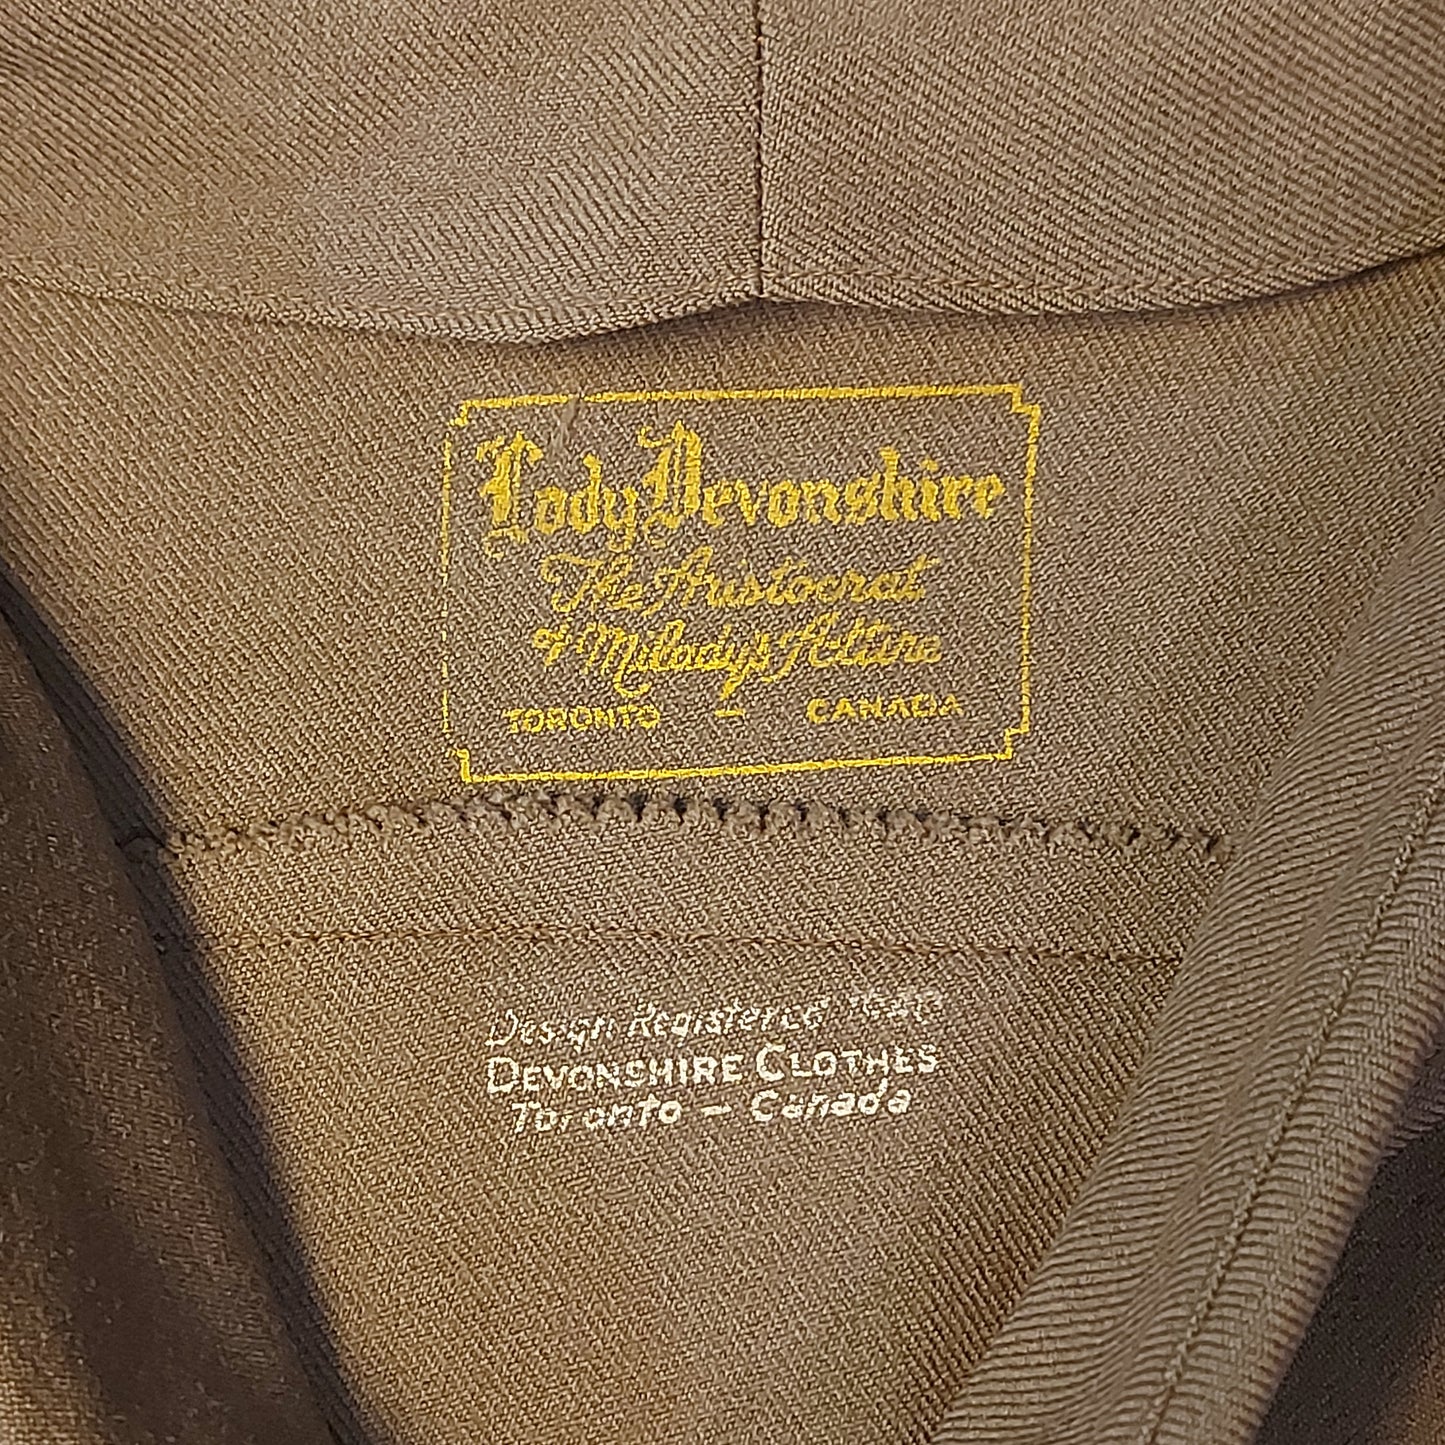 Lady Devonshire
The Aristocrat
of Milady's Attire
TORONTO — CANADA
Design Registered
DEVONSHIRE CLOTHES
Toronto — Canada